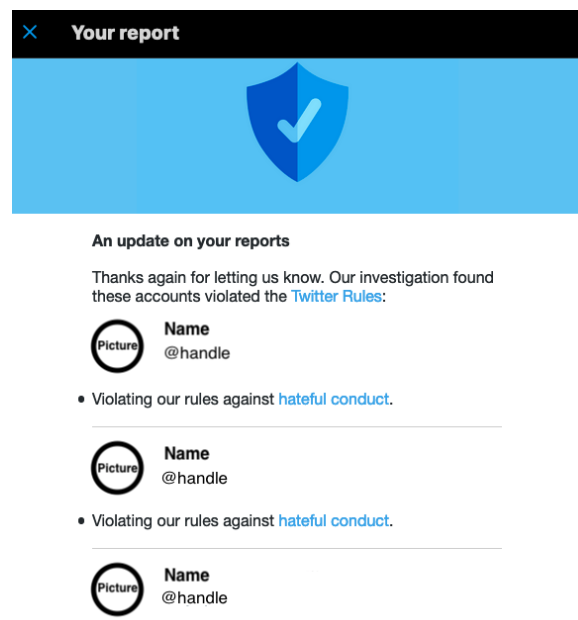 Your report
An update on your reports
Thanks again for letting us know. Our investigation found
these accounts violated the Twitter Rules:
Picture
Name
@handle
Violating our rules against hateful conduct.
Picture
Name
@handle
Violating our rules against hateful conduct.
Picture
Name
@handle